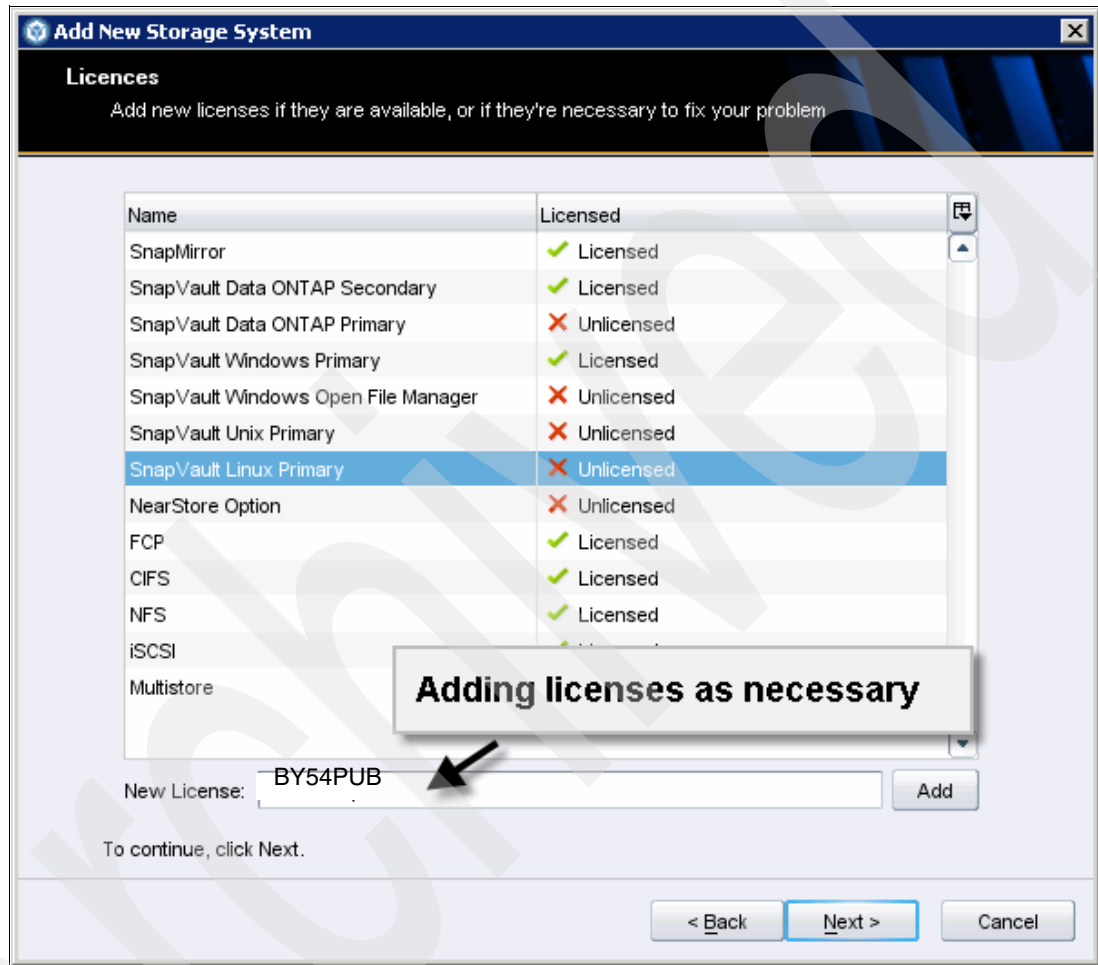 Add New Storage System
Licences
Add new licenses if they are available, or if they're necessary to fix your problem
Name Licensed
SnapMirror Licensed
SnapVault Data ONTAP Secondary Licensed
SnapVault Data ONTAP Primary Unlicensed
SnapVault Windows Primary Licensed
SnapVault Windows Open File Manager Unlicensed
SnapVault Unix Primary Unlicensed
SnapVault Linux Primary Unlicensed
NearStore Option Unlicensed
FCP Licensed
CIFS Licensed
NFS Licensed
iSCSI
Multistore
Adding licenses as necessary
New License: BY54PUB Add
To continue, click Next.
< Back Next > Cancel